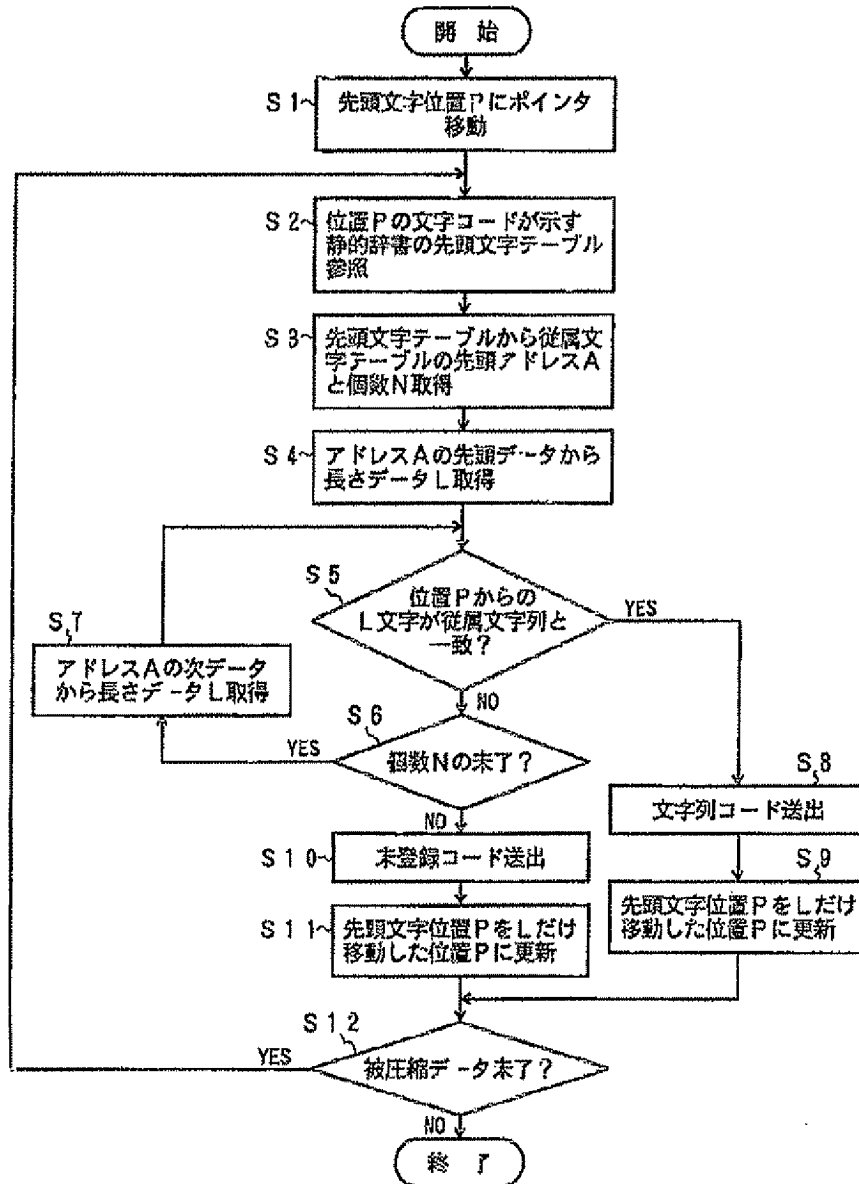 開 始
S1
先頭文字位置Pにポインタ
移動
S2
位置Pの文字コードが示す
静的辞書の先頭文字テーブル
参照
S3
先頭文字テーブルから従属文
字テーブルの先頭アドレスA
と個数N取得
S4
アドレスAの先頭データから
長さデータL取得
S5
位置Pからの
L文字が従属文字列と
一致?
YES
NO
S7
アドレスAの次データ
から長さデータL取得
S6
個数Nの未了?
YES
NO
S8
文字列コード送出
S9
先頭文字位置PをLだけ
移動した位置Pに更新
S10
未登録コード送出
S11
先頭文字位置PをLだけ
移動した位置Pに更新
S12
被圧縮データ未了?
YES
NO
終 了